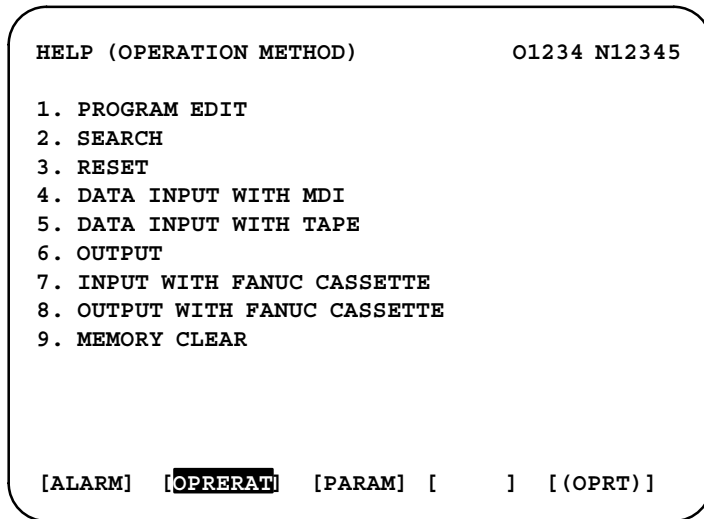 HELP (OPERATION METHOD) O1234 N12345
1. PROGRAM EDIT
2. SEARCH
3. RESET
4. DATA INPUT WITH MDI
5. DATA INPUT WITH TAPE
6. OUTPUT
7. INPUT WITH FANUC CASSETTE
8. OUTPUT WITH FANUC CASSETTE
9. MEMORY CLEAR
[ALARM] [OPRERAT] [PARAM] [ ] [(OPRT)]